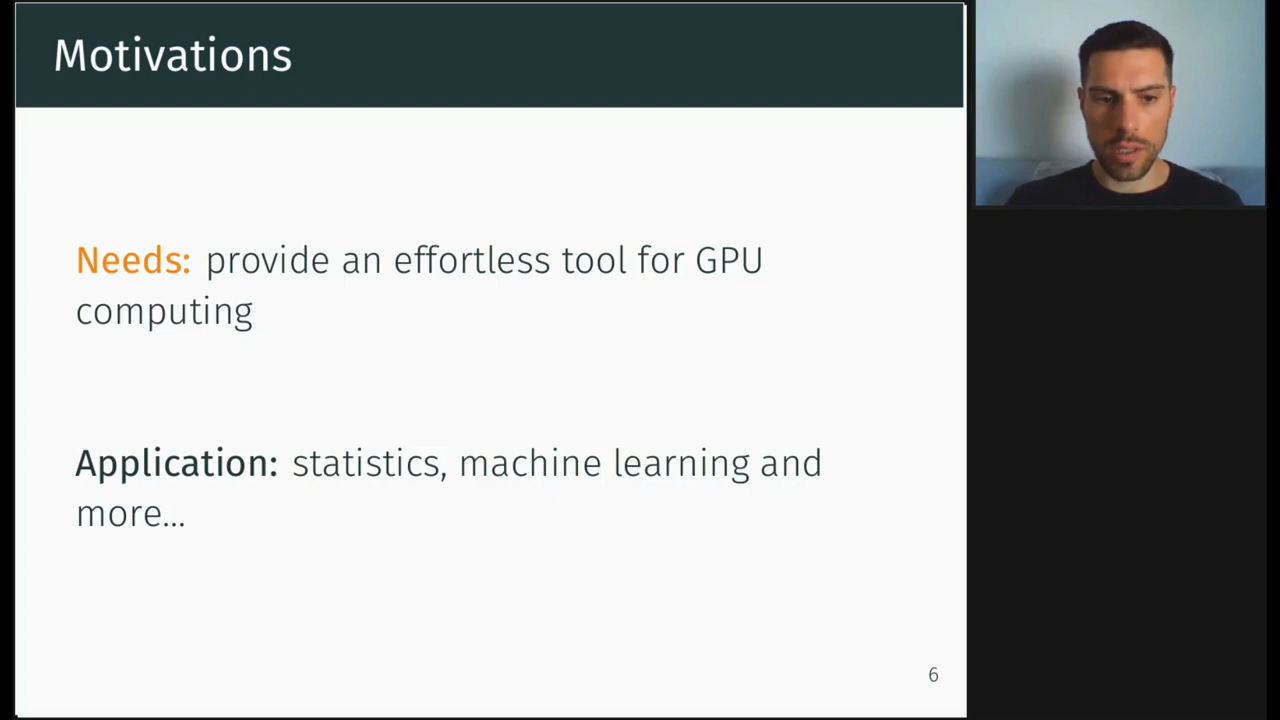 Motivations
Needs: provide an effortless tool for GPU
computing
Application: statistics, machine learning and
more...
6